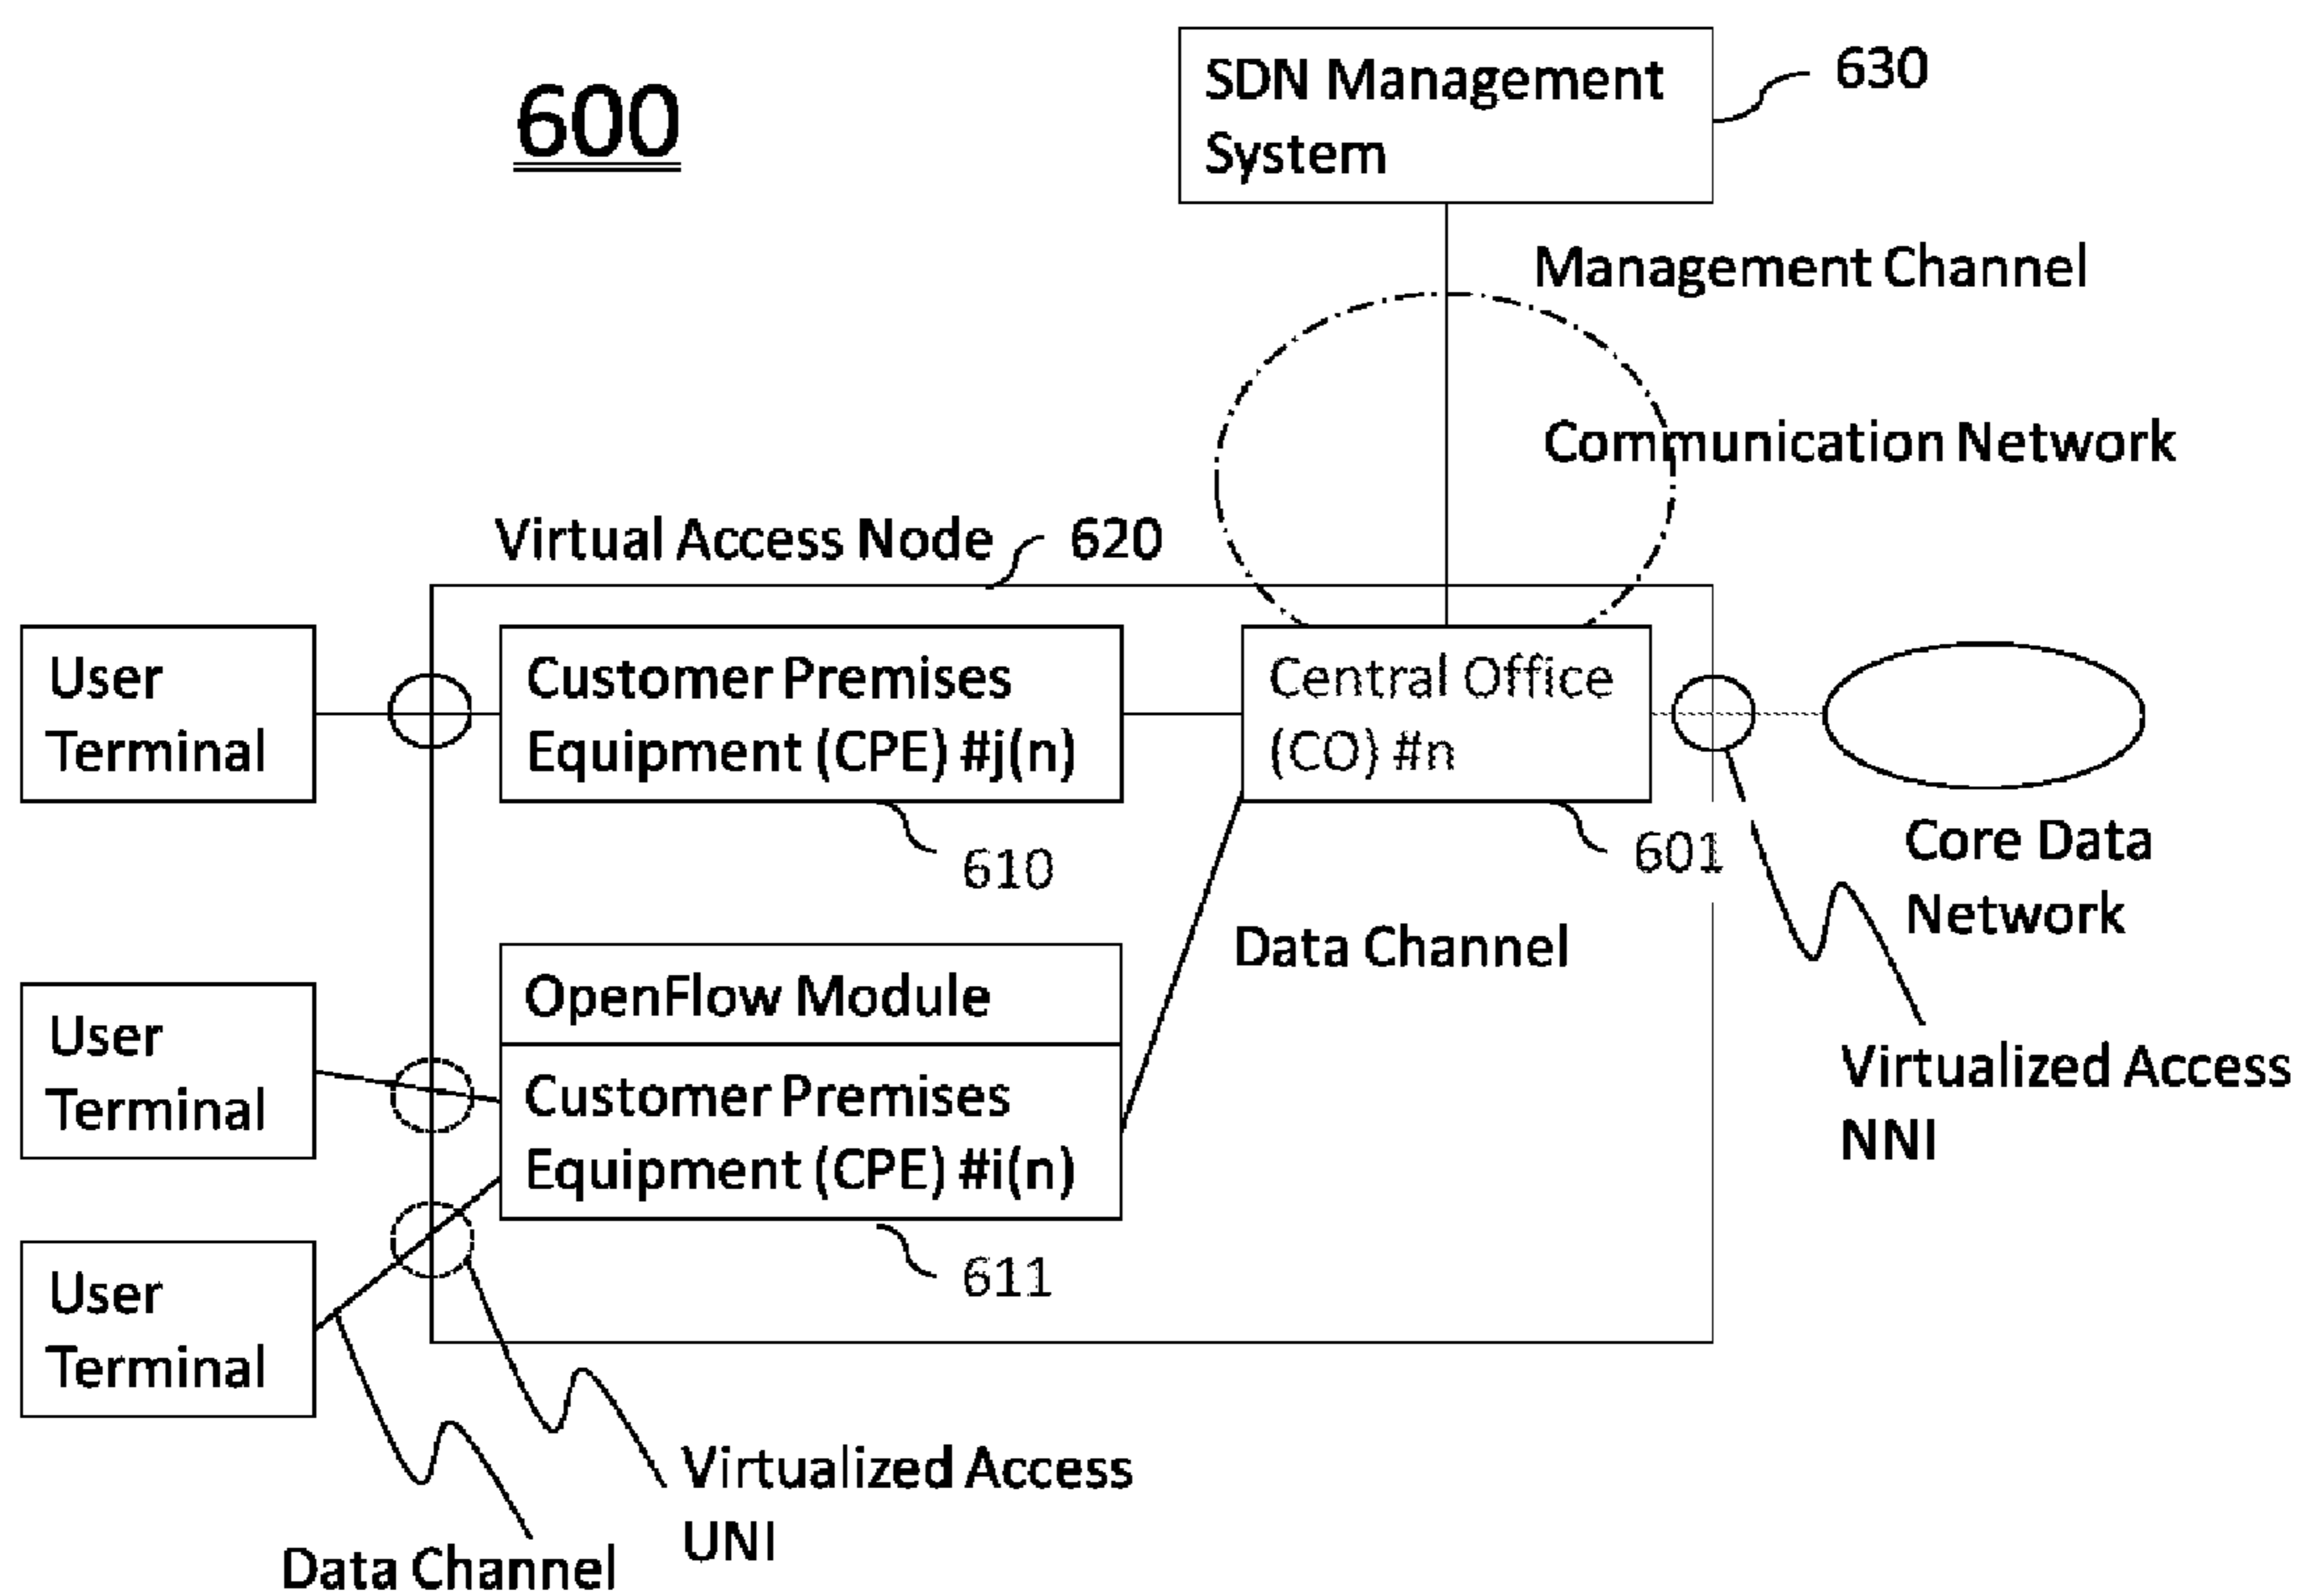 600
SDN Management
System
630
Management Channel
Communication Network
Virtual Access Node
620
User
Terminal
Customer Premises
Equipment (CPE) #j(n)
610
Central Office
(CO) #n
601
Core Data
Network
Data Channel
OpenFlow Module
Customer Premises
Equipment (CPE) #i(n)
611
User
Terminal
User
Terminal
Virtualized Access
NNI
Virtualized Access
UNI
Data Channel